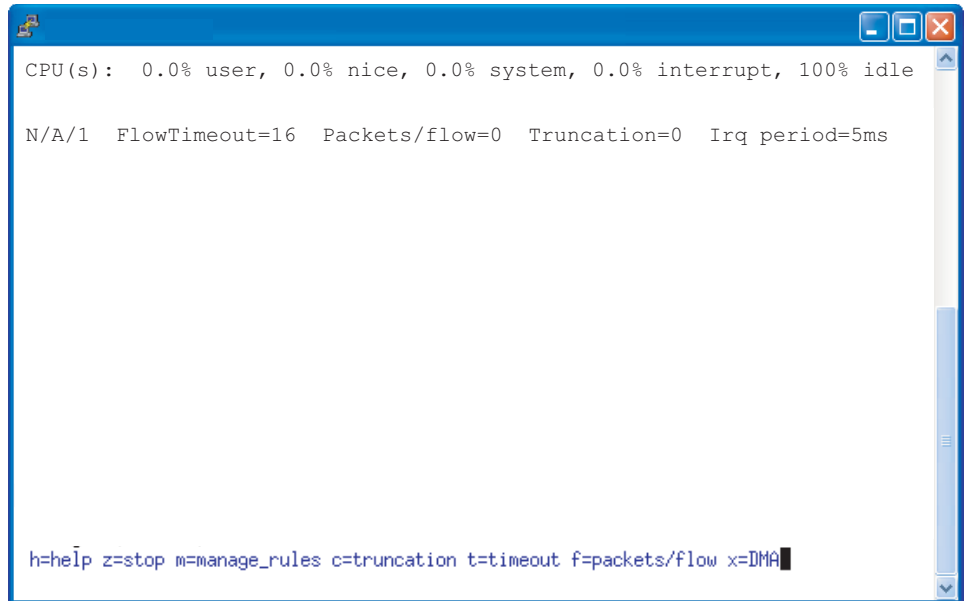 CPU(s): 0.0% user, 0.0% nice, 0.0% system, 0.0% interrupt, 100% idle
N/A/1 FlowTimeout=16 Packets/flow=0 Truncation=0 Irq period=5ms
h=help z=stop m=manage_rules c=truncation t=timeout f=packets/flow x=DMA